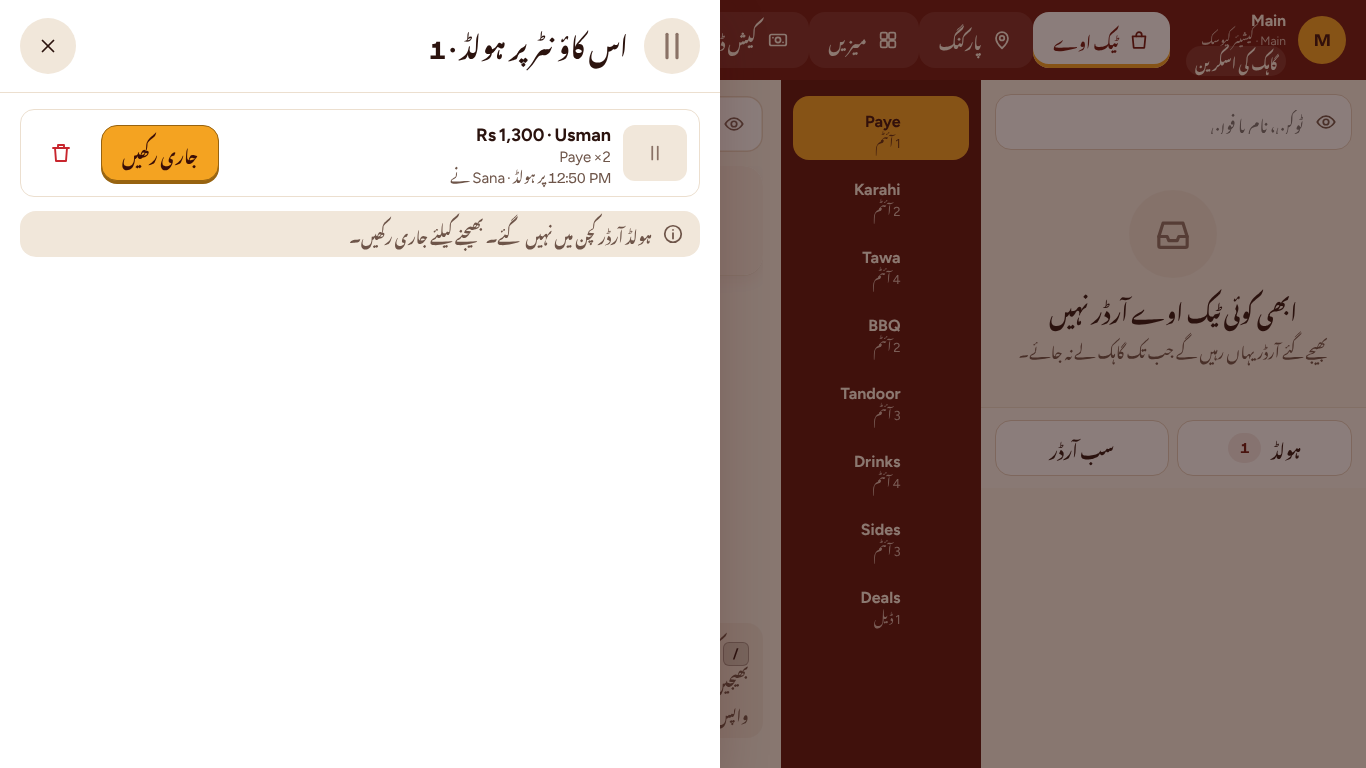 اس کاؤنٹر پر ہولڈ · 1
Rs 1,300 · Usman
Paye ×2
12:50 PM پر ہولڈ · Sana نے
جاری رکھیں
ہولڈ آرڈر کچن میں نہیں گئے۔ بھیجنے کیلئے جاری رکھیں۔
M
Main
Main · کیشیئر کیوسک
گاہک کی اسکرین
ٹیک اوے
پارکنگ
میزیں
کیش
ٹوکن، نام یا فون
ابھی کوئی ٹیک اوے آرڈر نہیں
بھیجے گئے آرڈر یہاں رہیں گے جب تک گاہک لے نہ جائے۔
ہولڈ 1
سب آرڈر
Paye
1 آئٹم
Karahi
2 آئٹم
Tawa
4 آئٹم
BBQ
2 آئٹم
Tandoor
3 آئٹم
Drinks
4 آئٹم
Sides
3 آئٹم
Deals
1 ڈیل
/
بھیجیں
واپس